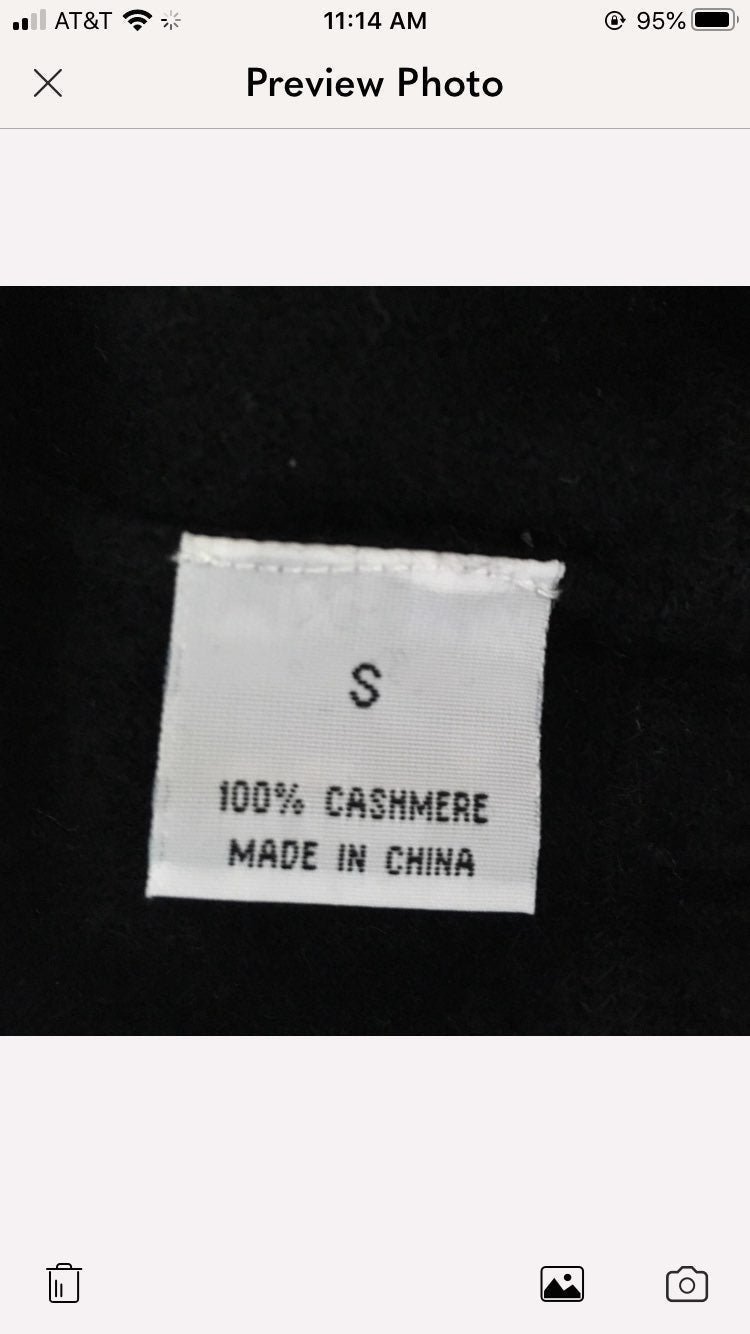 AT&T 11:14 AM 95%
Preview Photo
S
100% CASHMERE
MADE IN CHINA